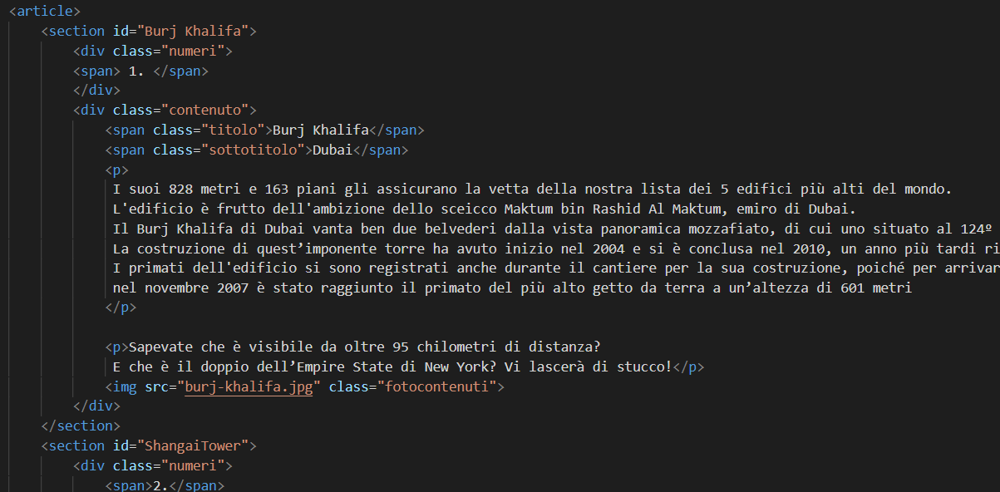 <article>
<section id="Burj Khalifa">
<div class="numeri">
<span> 1. </span>
</div>
<div class="contenuto">
<span class="titolo">Burj Khalifa</span>
<span class="sottotitolo">Dubai</span>
<p>
I suoi 828 metri e 163 piani gli assicurano la vetta della nostra lista dei 5 edifici più alti del mondo.
L'edificio è frutto dell'ambizione dello sceicco Maktum bin Rashid Al Maktum, emiro di Dubai.
Il Burj Khalifa di Dubai vanta ben due belvederi dalla vista panoramica mozzafiato, di cui uno situato al 124º
La costruzione di quest’imponente torre ha avuto inizio nel 2004 e si è conclusa nel 2010, un anno più tardi ri
I primati dell'edificio si sono registrati anche durante il cantiere per la sua costruzione, poiché per arrivar
nel novembre 2007 è stato raggiunto il primato del più alto getto da terra a un’altezza di 601 metri
</p>
<p>Sapevate che è visibile da oltre 95 chilometri di distanza?
E che è il doppio dell’Empire State di New York? Vi lascerà di stucco!</p>
<img src="burj-khalifa.jpg" class="fotocontenuti">
</div>
</section>
<section id="ShangaiTower">
<div class="numeri">
<span>2.</span>